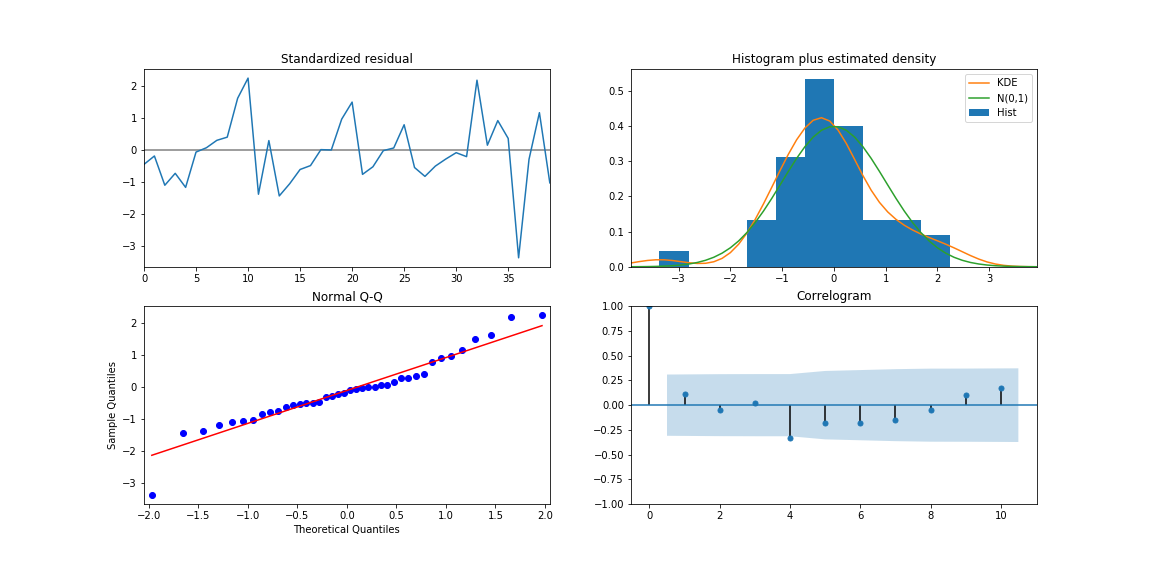 Standardized residual
2
1
0
−1
−2
−3
0 5 10 15 20 25 30 35
Histogram plus estimated density
KDE
N(0,1)
Hist
0.5
0.4
0.3
0.2
0.1
0.0
−3 −2 −1 0 1 2 3
Normal Q-Q
Sample Quantiles
2
1
0
−1
−2
−3
−2.0 −1.5 −1.0 −0.5 0.0 0.5 1.0 1.5 2.0
Theoretical Quantiles
Correlogram
1.00
0.75
0.50
0.25
0.00
−0.25
−0.50
−0.75
−1.00
0 2 4 6 8 10